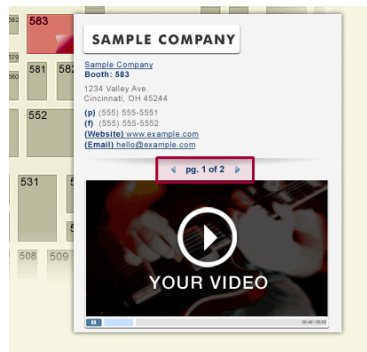 583
SAMPLE COMPANY
Sample Company
Booth: 583
1234 Valley Ave.
Cincinnati, OH 45244
(p) (555) 555-5551
(f) (555) 555-5552
(Website) www.example.com
(Email) hello@example.com
pg. 1 of 2
YOUR VIDEO
581
552
531
508
509